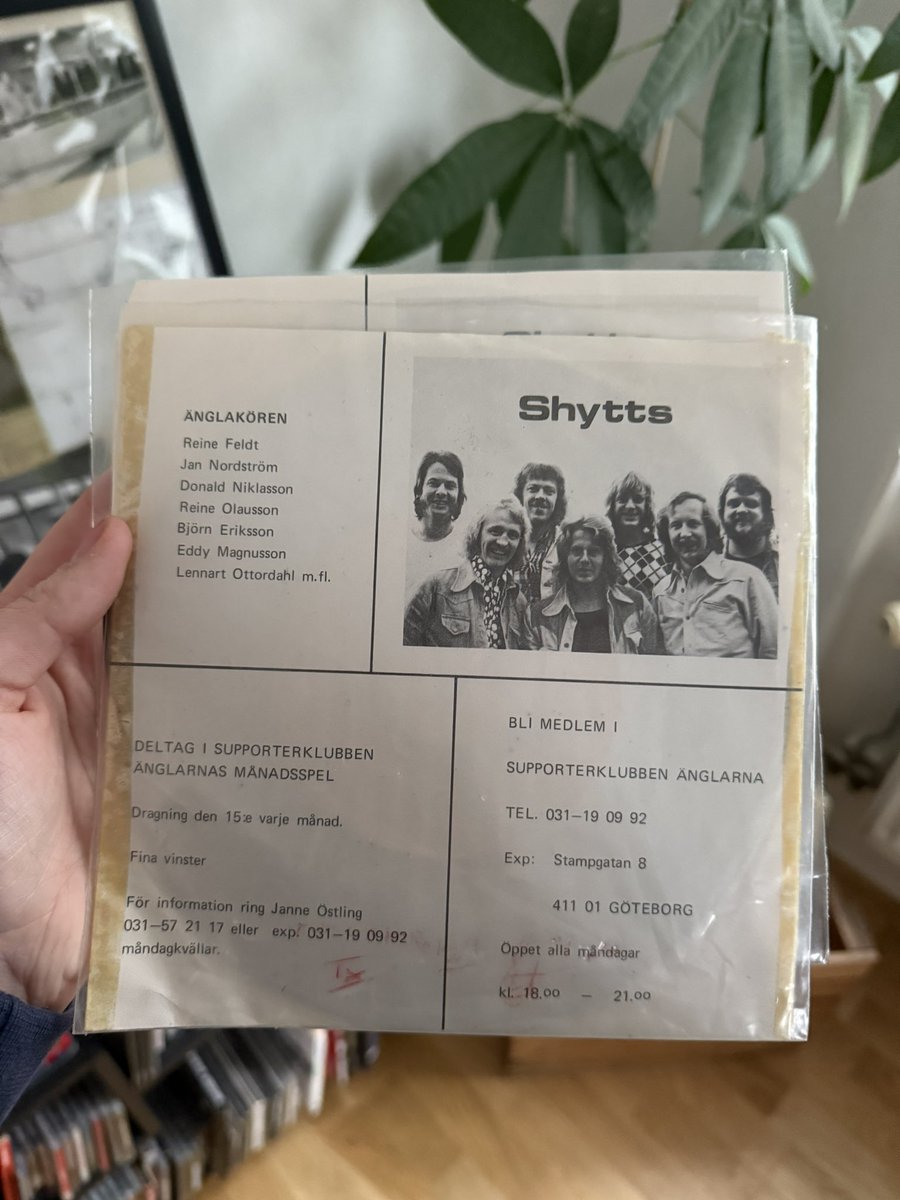 ÄNGLAKÖREN
Reine Feldt
Jan Nordström
Donald Niklasson
Reine Olausson
Björn Eriksson
Eddy Magnusson
Lennart Ottordahl m.fl.
Shytts
DELTAG I SUPPORTERKLUBBEN
ÄNGLARNAS MÅNADSSPEL
Dragning den 15:e varje månad.
Fina vinster
För information ring Janne Östling
031–57 21 17 eller exp. 031–19 09 92
måndagkvällar.
BLI MEDLEM I
SUPPORTERKLUBBEN ÄNGLARNA
TEL. 031–19 09 92
Exp: Stampgatan 8
411 01 GÖTEBORG
Öppet alla måndagar
kl. 18.00 – 21.00